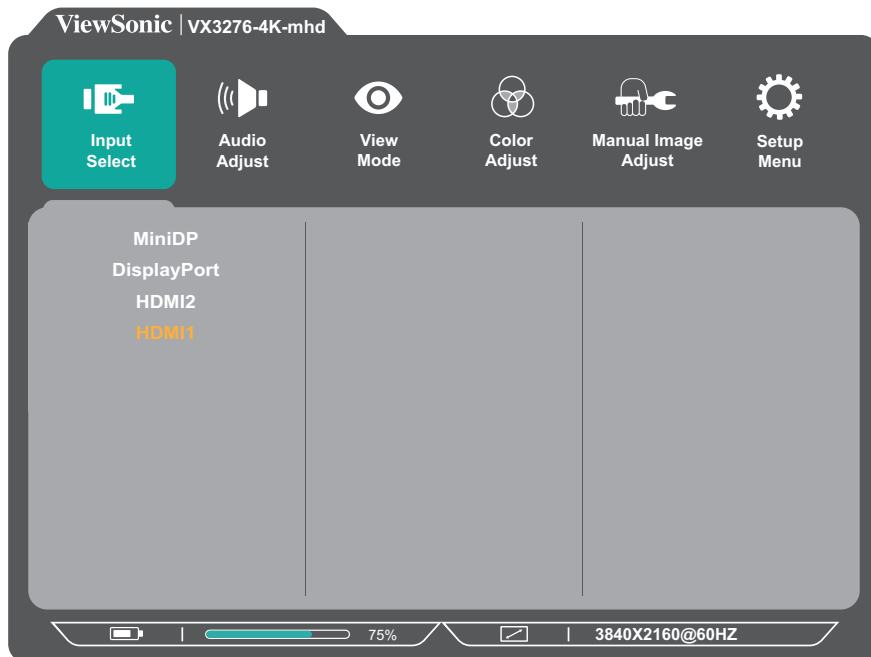 ViewSonic | VX3276-4K-mhd
Input
Select
Audio
Adjust
View
Mode
Color
Adjust
Manual Image
Adjust
Setup
Menu
MiniDP
DisplayPort
HDMI2
HDMI1
75%
3840X2160@60HZ